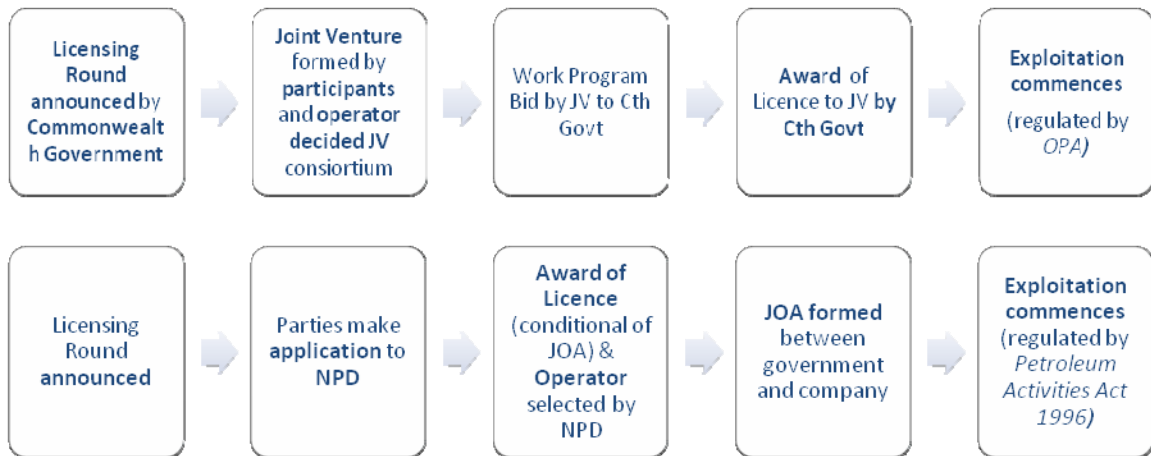 Licensing
Round
announced by
Commonwealt
h Government
Joint Venture
formed by
participants
and operator
decided JV
consortium
Work Program
Bid by JV to Cth
Govt
Award of
Licence to JV by
Cth Govt
Exploitation
commences
(regulated by
OPA)
Licensing
Round
announced
Parties make
application to
NPD
Award of
Licence
(conditional of
JOA) &
Operator
selected by
NPD
JOA formed
between
government
and company
Exploitation
commences
(regulated by
Petroleum
Activities Act
1996)